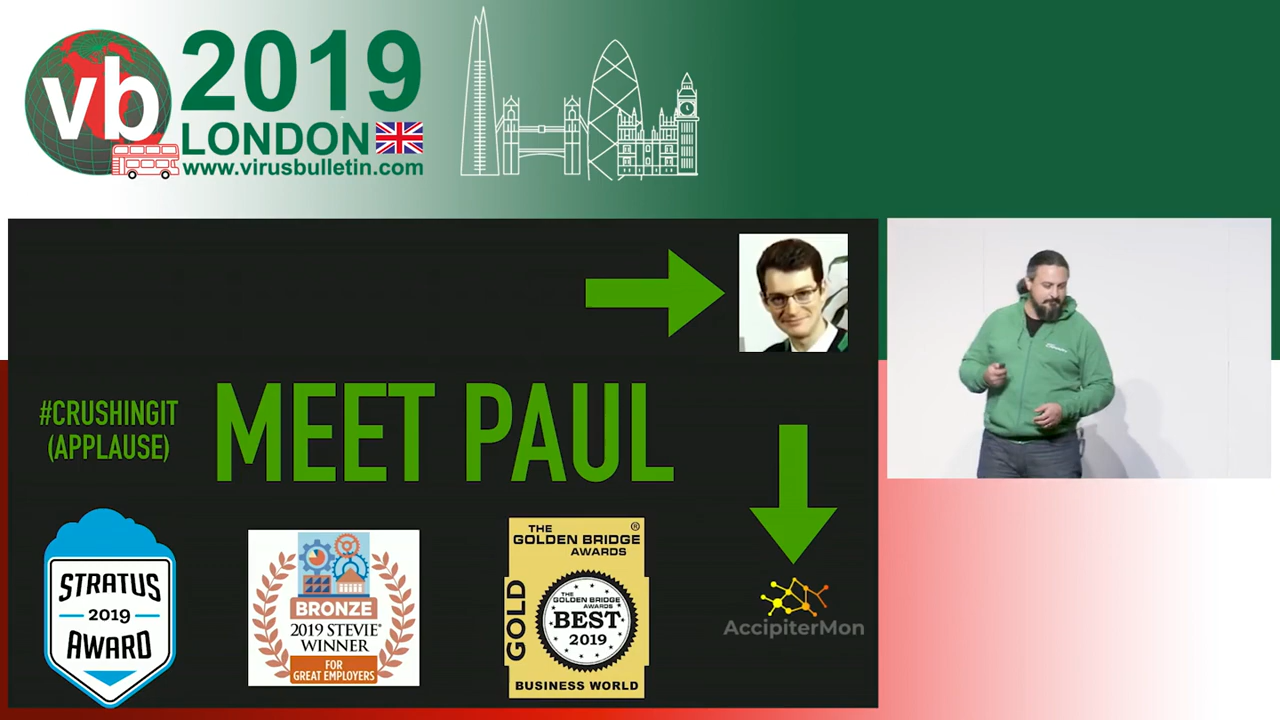 vb
2019
LONDON
www.virusbulletin.com
#CRUSHINGIT
(APPLAUSE)
MEET PAUL
STRATUS
2019
AWARD
BRONZE
2019 STEVIE®
WINNER
FOR
GREAT EMPLOYERS
THE ®
GOLDEN BRIDGE
AWARDS
GOLD
THE
GOLDEN BRIDGE
AWARDS
BEST
2019
BUSINESS WORLD
AccipiterMon